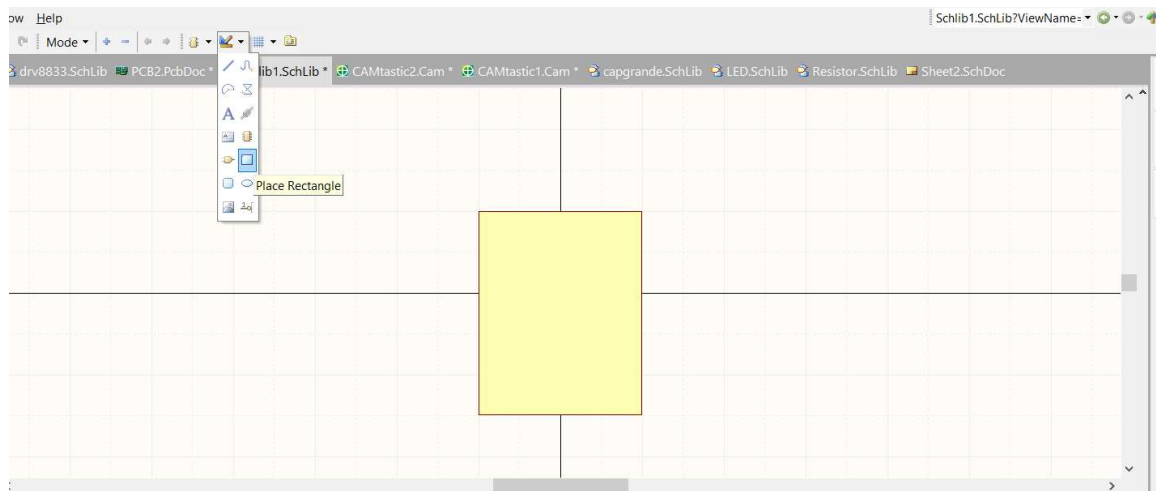 Help
Schlib1.SchLib?ViewName=
Mode
drv8833.SchLib PCB2.PcbDoc * lib1.SchLib * CAMtastic2.Cam * CAMtastic1.Cam * capgrande.SchLib LED.SchLib Resistor.SchLib Sheet2.SchDoc
A
Place Rectangle